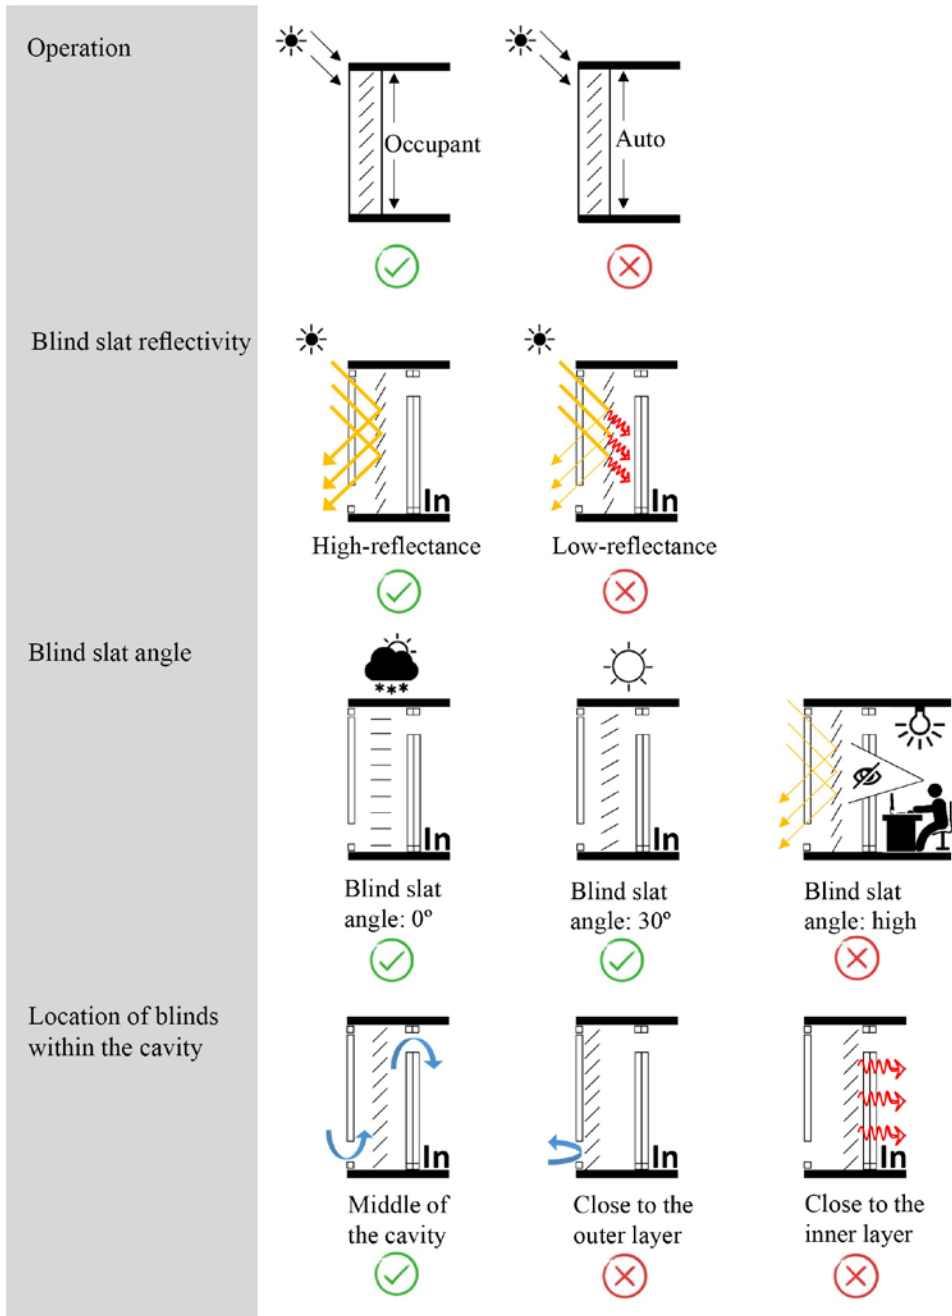 Operation
Occupant
Auto
Blind slat reflectivity
In
In
High-reflectance
Low-reflectance
Blind slat angle
In
In
Blind slat
angle: 0º
Blind slat
angle: 30º
Blind slat
angle: high
Location of blinds
within the cavity
In
In
In
Middle of
the cavity
Close to the
outer layer
Close to the
inner layer